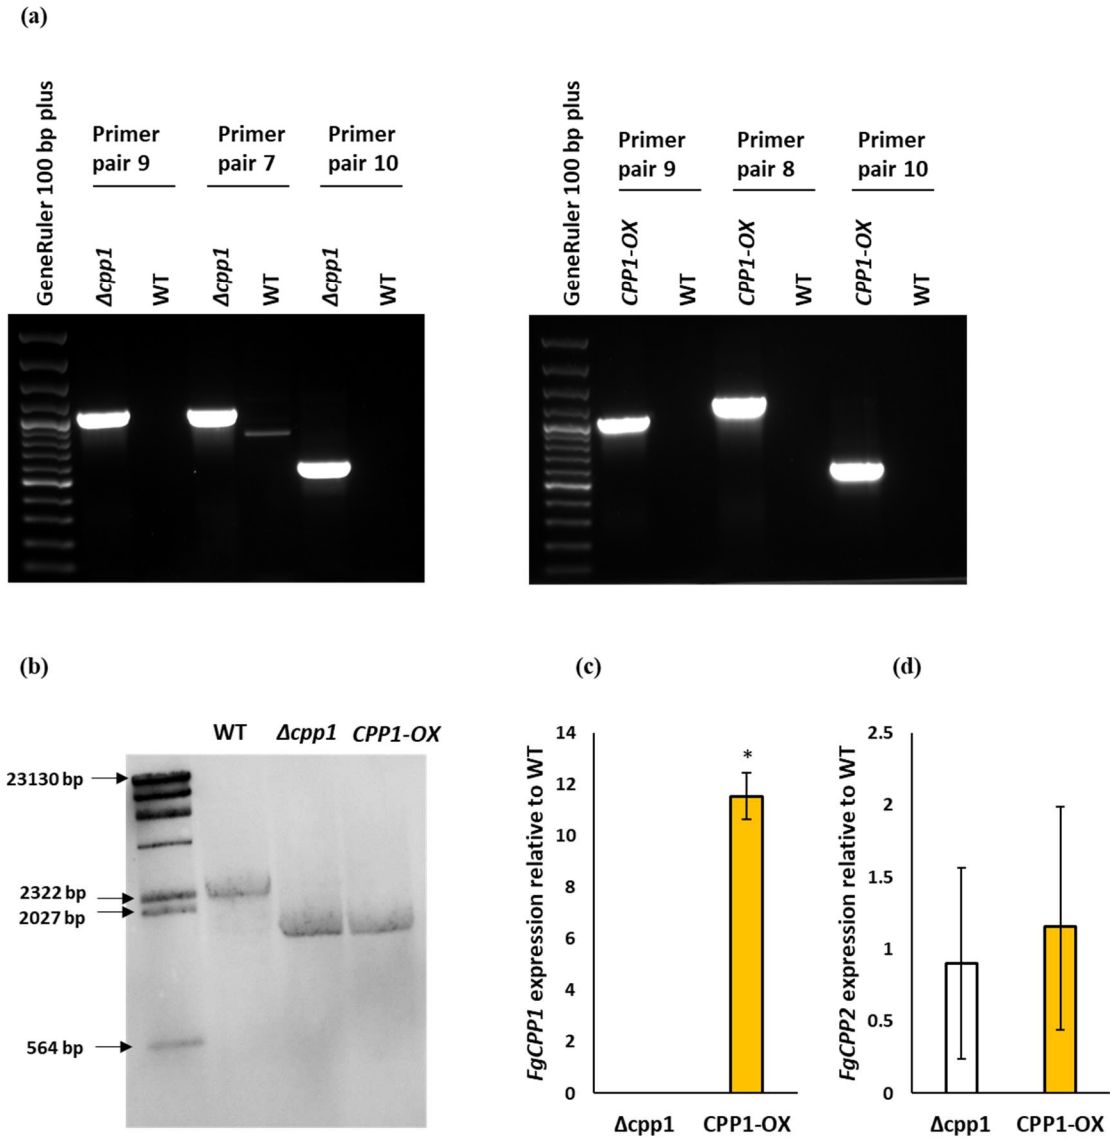 (a)
GeneRuler 100 bp plus
Primer
pair 9
Primer
pair 7
Primer
pair 10
Δcpp1
WT
Δcpp1
WT
Δcpp1
WT
GeneRuler 100 bp plus
Primer
pair 9
Primer
pair 8
Primer
pair 10
CPP1-OX
WT
CPP1-OX
WT
CPP1-OX
WT
(b)
WT
Δcpp1
CPP1-OX
23130 bp
2322 bp
2027 bp
564 bp
(c)
FgCPP1 expression relative to WT
14
12
10
8
6
4
2
0
*
Δcpp1
CPP1-OX
(d)
FgCPP2 expression relative to WT
2.5
2
1.5
1
0.5
0
Δcpp1
CPP1-OX